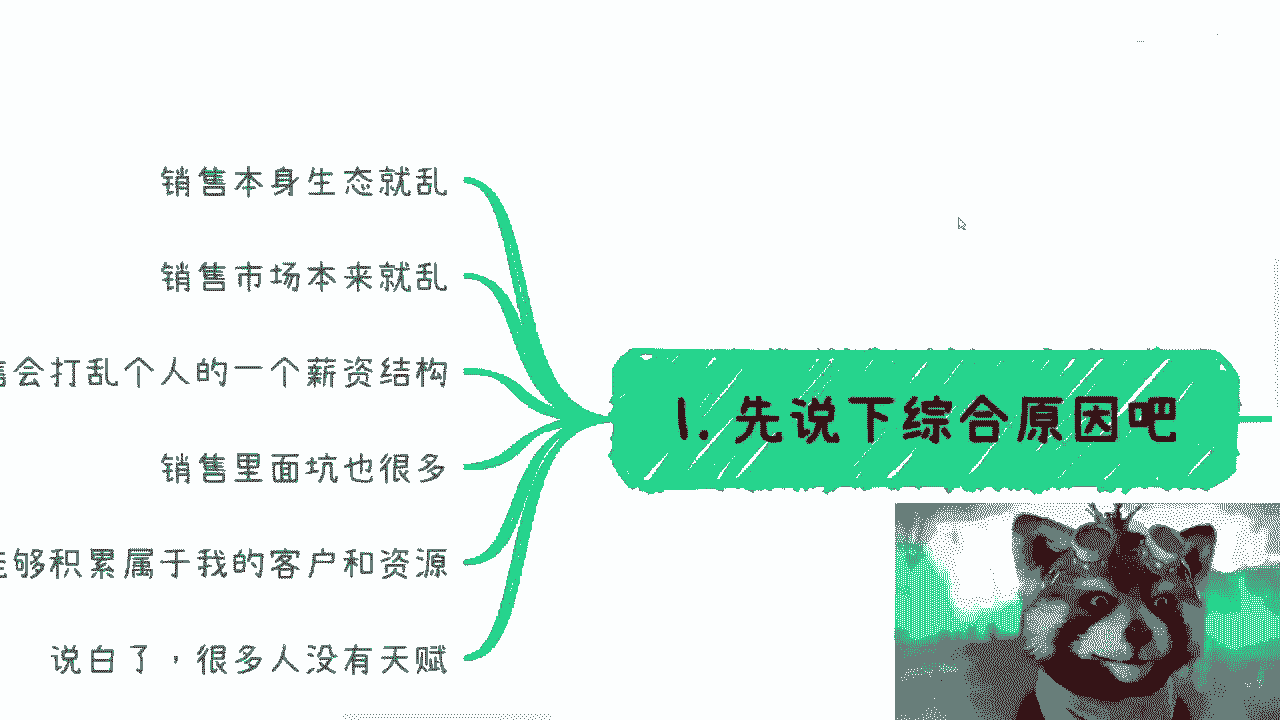 销售本身生态就乱
销售市场本来就乱
会打乱个人的一个薪资结构
销售里面坑也很多
够积累属于我的客户和资源
说白了，很多人没有天赋
1. 先说下综合原因吧